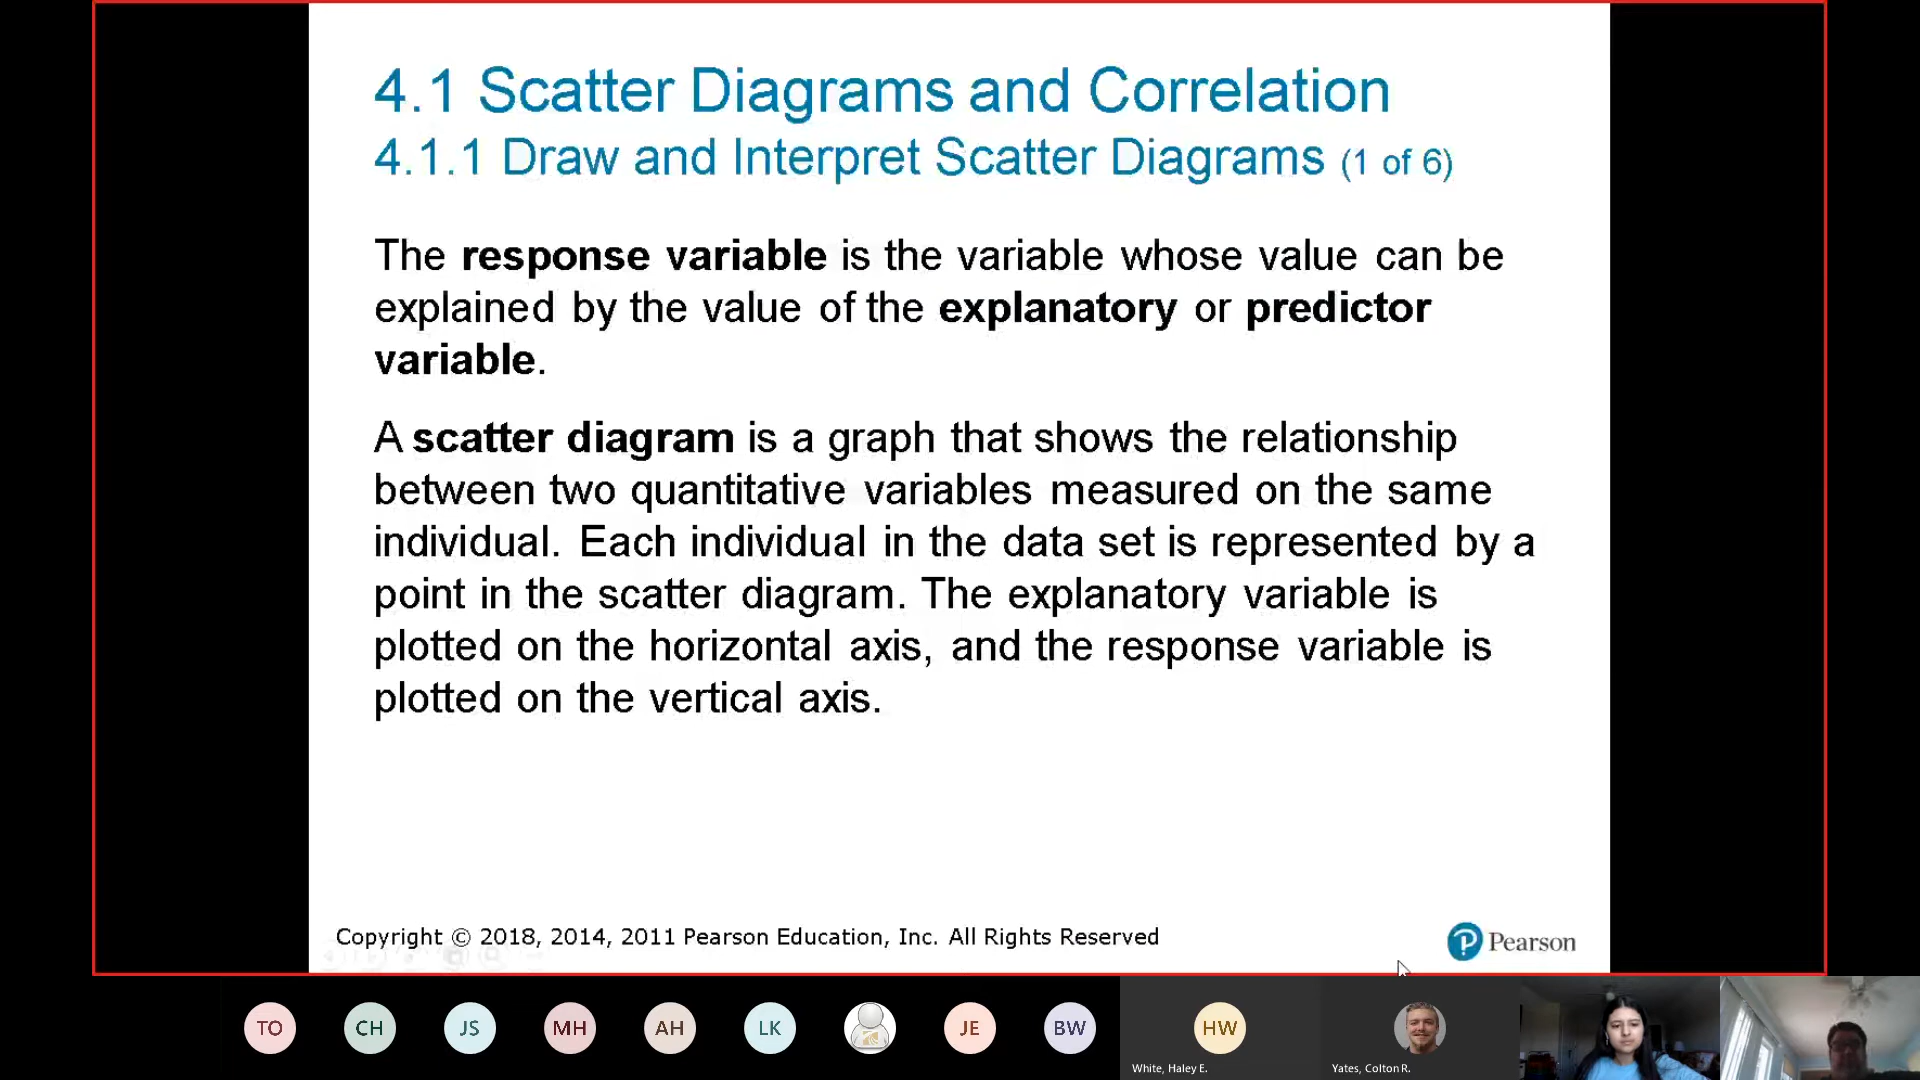 4.1 Scatter Diagrams and Correlation
4.1.1 Draw and Interpret Scatter Diagrams (1 of 6)
The response variable is the variable whose value can be
explained by the value of the explanatory or predictor
variable.
A scatter diagram is a graph that shows the relationship
between two quantitative variables measured on the same
individual. Each individual in the data set is represented by a
point in the scatter diagram. The explanatory variable is
plotted on the horizontal axis, and the response variable is
plotted on the vertical axis.
Copyright © 2018, 2014, 2011 Pearson Education, Inc. All Rights Reserved
Pearson
TO CH JS MH AH LK JE BW HW
White, Haley E. Yates, Colton R.